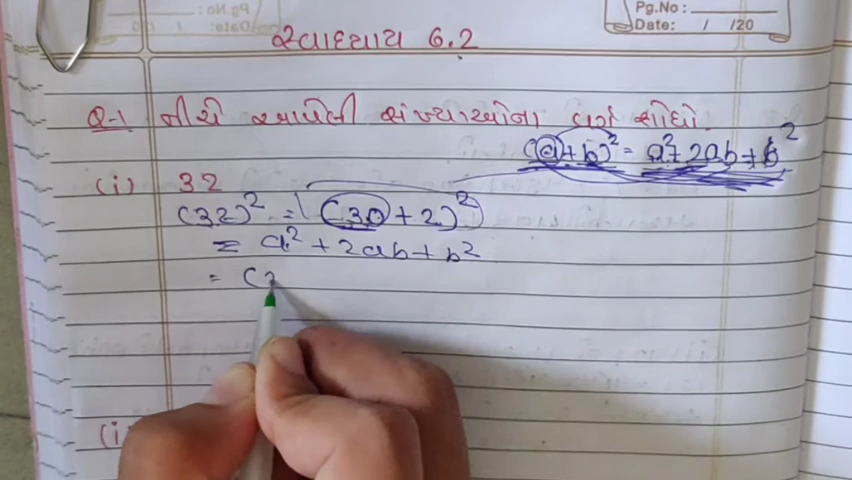 Pg.No :
Date: / /20
સ્વાધ્યાય 6.2
Q-1 નીચે આપેલી સંખ્યાઓના વર્ગ શોધો.
(a+b)² = a²+2ab+b²
(i) 32
(32)² = (30+2)²
= a²+2ab+b²
= (3
(i